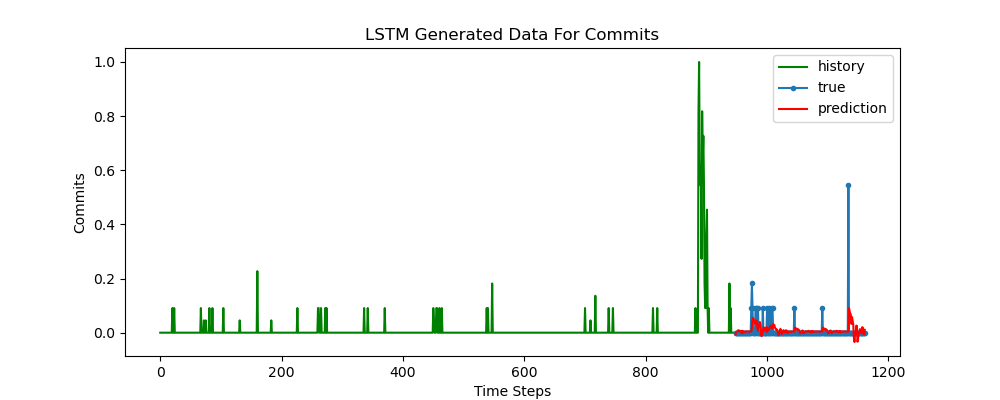 LSTM Generated Data For Commits
history
true
prediction
1.0
0.8
0.6
0.4
0.2
0.0
Commits
0 200 400 600 800 1000 1200
Time Steps